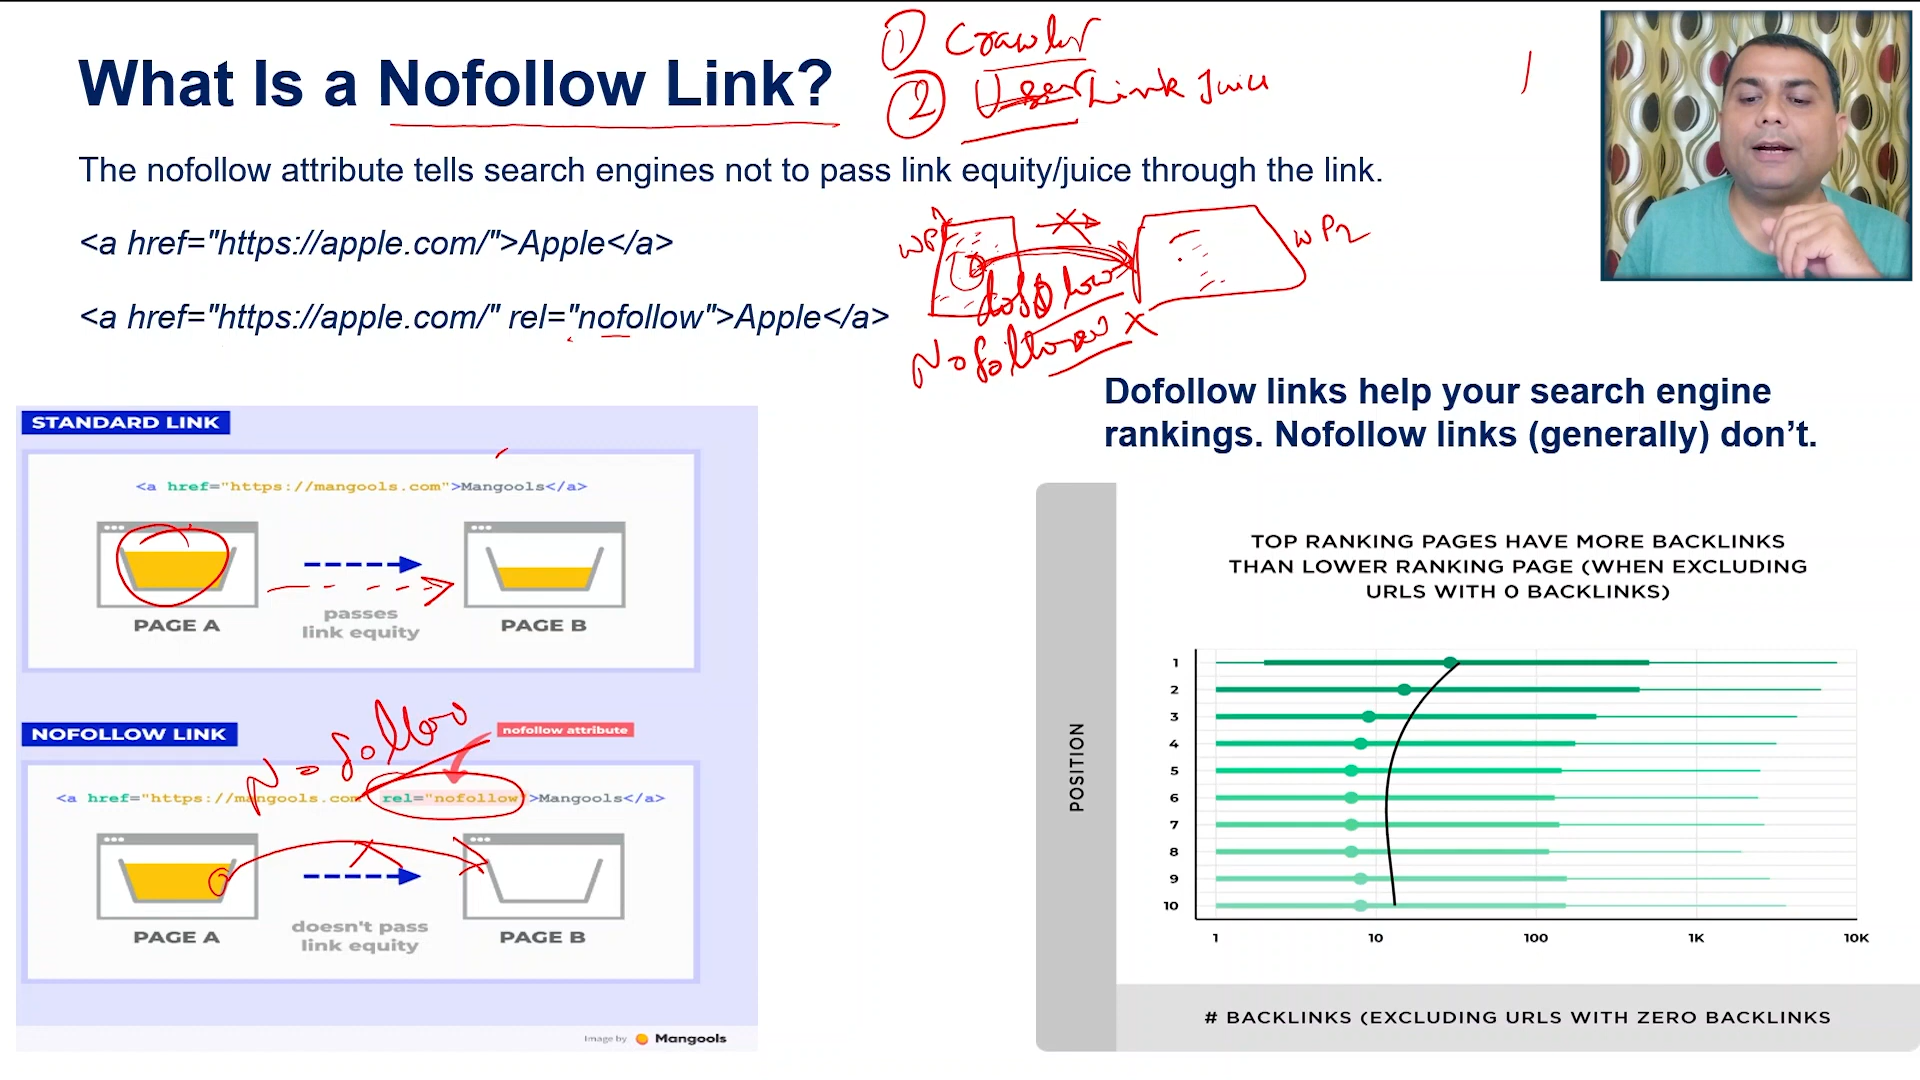 What Is a Nofollow Link?
① Crawler
② User Link Juice
The nofollow attribute tells search engines not to pass link equity/juice through the link.
<a href="https://apple.com/">Apple</a>
<a href="https://apple.com/" rel="nofollow">Apple</a>
WP1
WP2
dofollow
Nofollow X
Dofollow links help your search engine
rankings. Nofollow links (generally) don't.
STANDARD LINK
<a href="https://mangools.com">Mangools</a>
passes
link equity
PAGE A
PAGE B
Nofollow
NOFOLLOW LINK
nofollow attribute
<a href="https://mangools.com rel="nofollow">Mangools</a>
doesn't pass
link equity
PAGE A
PAGE B
Image by Mangools
TOP RANKING PAGES HAVE MORE BACKLINKS
THAN LOWER RANKING PAGE (WHEN EXCLUDING
URLS WITH 0 BACKLINKS)
POSITION
1
2
3
4
5
6
7
8
9
10
1 10 100 1K 10K
# BACKLINKS (EXCLUDING URLS WITH ZERO BACKLINKS